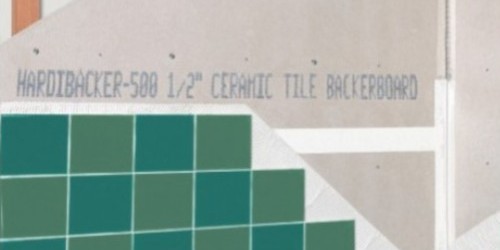 HARDIBACKER-500 1/2" CERAMIC TILE BACKERBOARD